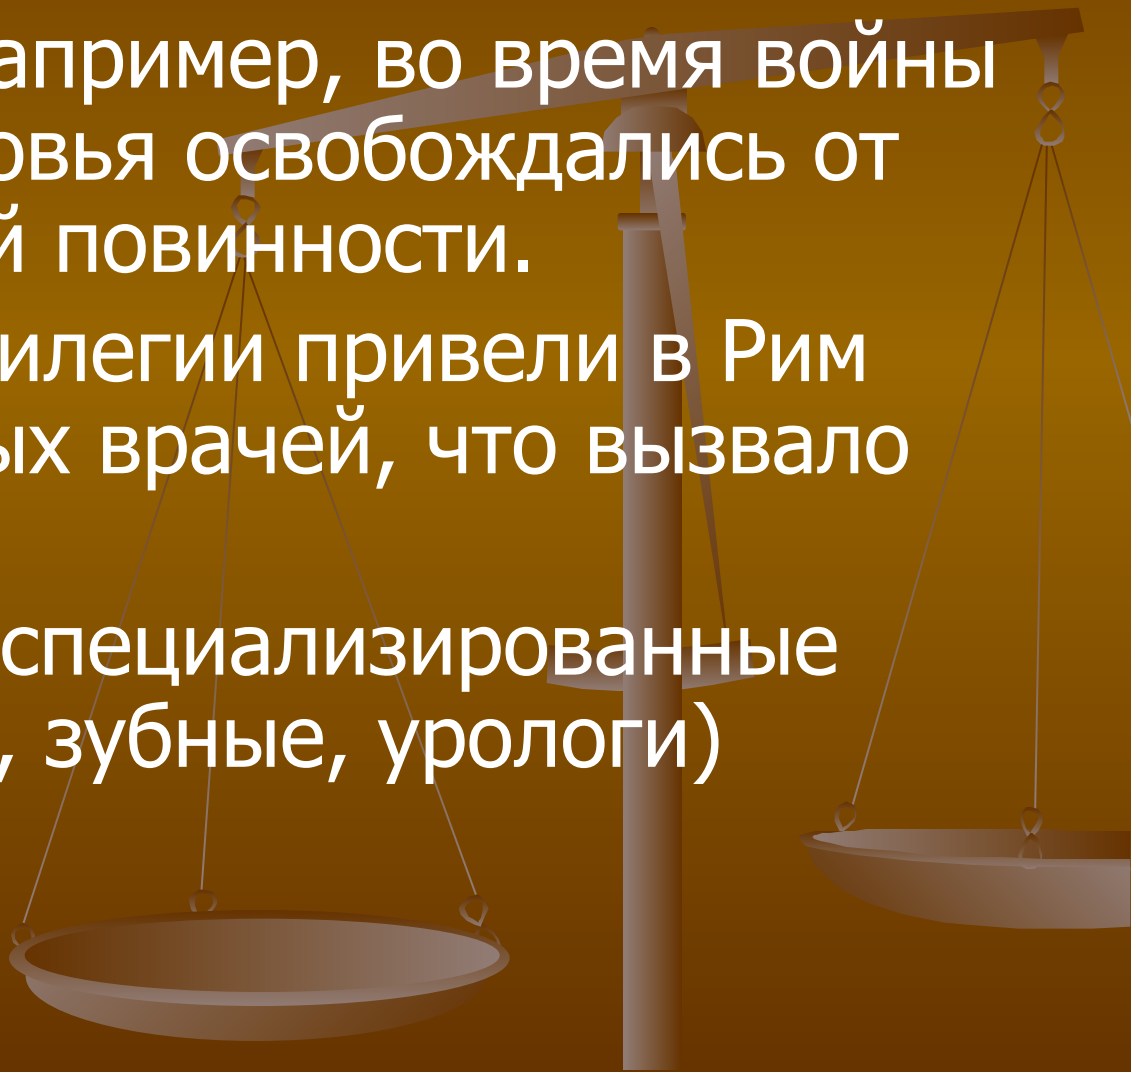 апример, во время войны
овья освобождались от
й повинности.
илегии привели в Рим
ых врачей, что вызвало
специализированные
, зубные, урологи)